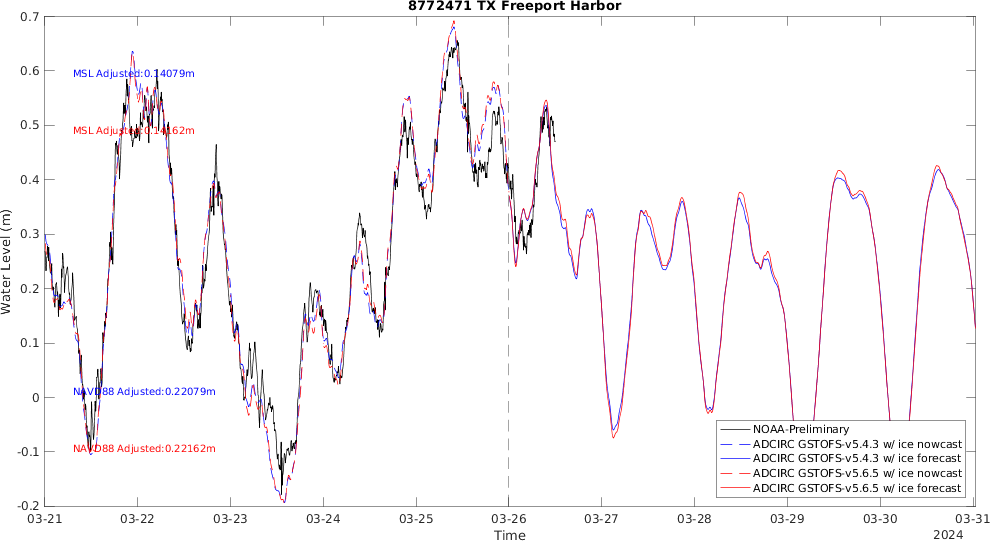 8772471 TX Freeport Harbor
0.7
0.6
0.5
0.4
0.3
0.2
0.1
0
-0.1
-0.2
Water Level (m)
MSL Adjusted:0.14079m
MSL Adjusted:0.14162m
NAVD88 Adjusted:0.22079m
NAVD88 Adjusted:0.22162m
NOAA-Preliminary
ADCIRC GSTOFS-v5.4.3 w/ ice nowcast
ADCIRC GSTOFS-v5.4.3 w/ ice forecast
ADCIRC GSTOFS-v5.6.5 w/ ice nowcast
ADCIRC GSTOFS-v5.6.5 w/ ice forecast
03-21 03-22 03-23 03-24 03-25 03-26 03-27 03-28 03-29 03-30 03-31
Time
2024